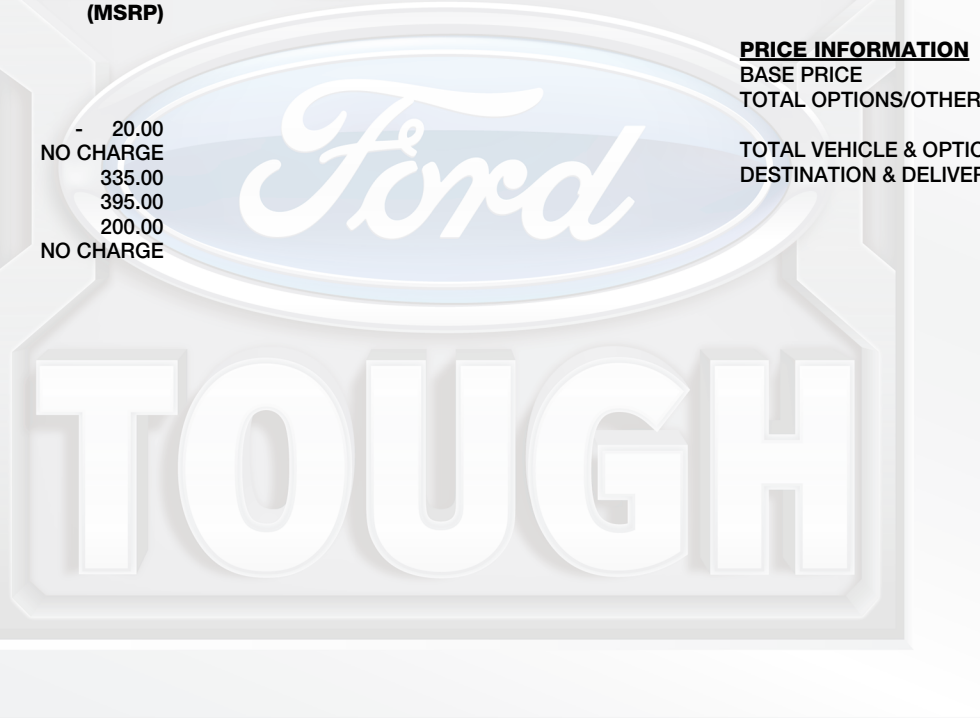 (MSRP)
- 20.00
NO CHARGE
335.00
395.00
200.00
NO CHARGE
PRICE INFORMATION
BASE PRICE
TOTAL OPTIONS/OTHER
TOTAL VEHICLE & OPTIO
DESTINATION & DELIVER
Ford
TOUGH